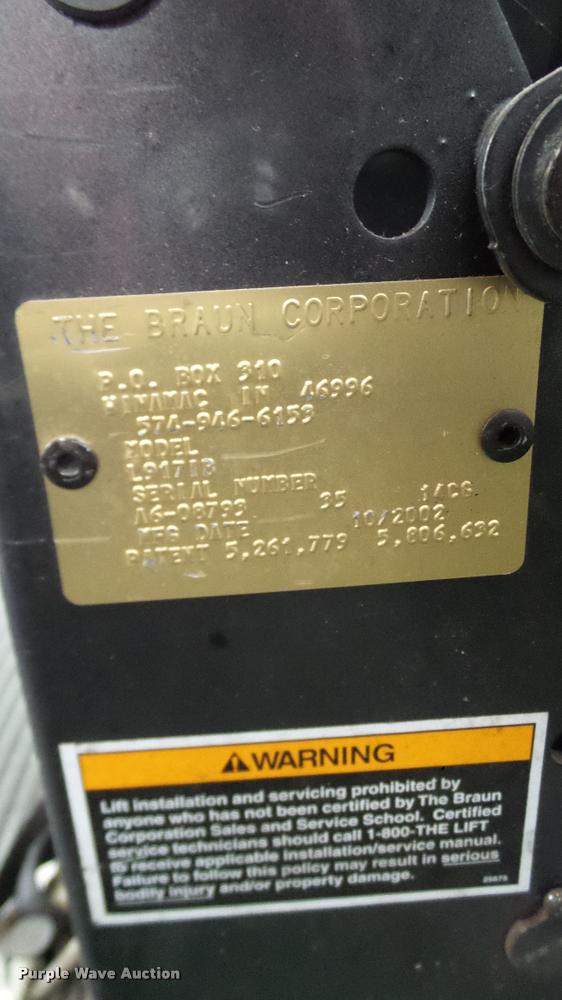 THE BRAUN CORPORATION
P.O. BOX 310
WINAMAC IN 46996
574-946-6153
MODEL
L917IB
SERIAL NUMBER
A6-08793 35 14CG
MFG DATE 10/2002
PATENT 5,261,779 5,806,632
WARNING
Lift installation and servicing prohibited by
anyone who has not been certified by The Braun
Corporation Sales and Service School. Certified
service technicians should call 1-800-THE LIFT
to receive applicable installation/service manual.
Failure to follow this policy may result in serious
bodily injury and/or property damage.
Purple Wave Auction